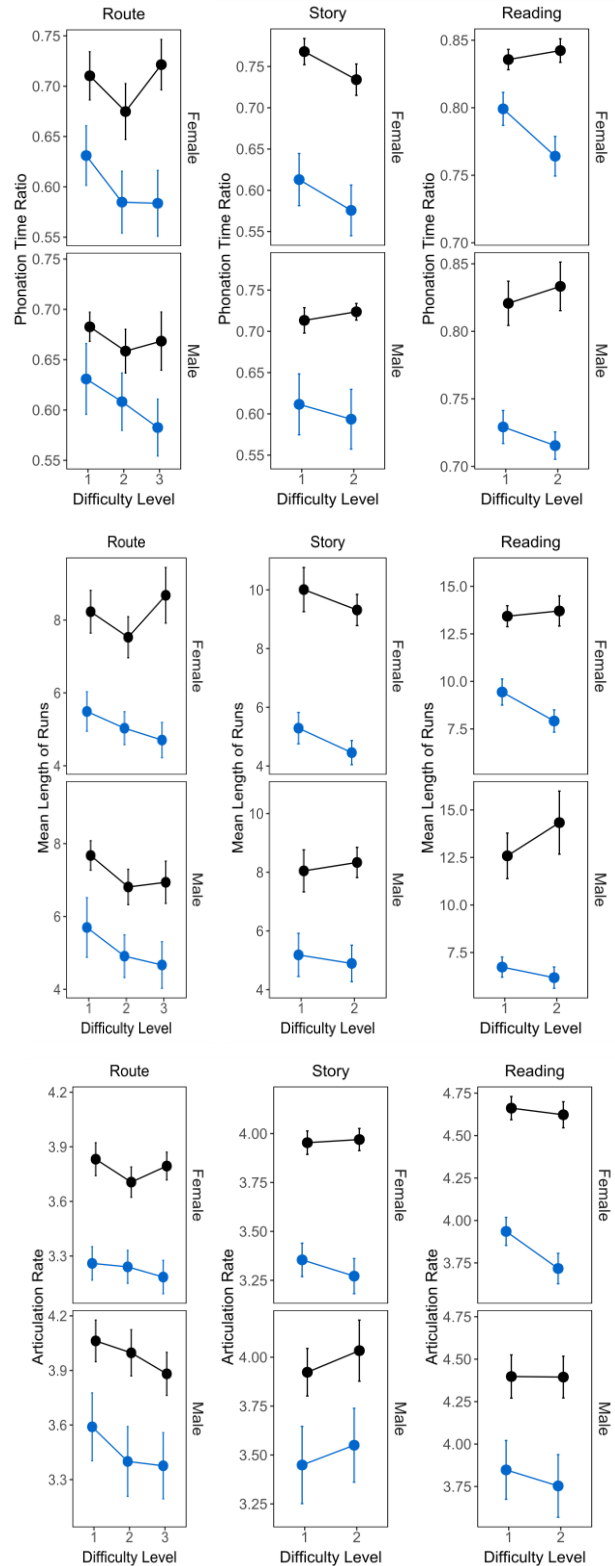 Route
Phonation Time Ratio
0.75
0.70
0.65
0.60
0.55
Female
Phonation Time Ratio
0.75
0.70
0.65
0.60
0.55
Male
1 2 3
Difficulty Level
Story
Phonation Time Ratio
0.75
0.70
0.65
0.60
0.55
Female
Phonation Time Ratio
0.75
0.70
0.65
0.60
0.55
Male
1 2
Difficulty Level
Reading
Phonation Time Ratio
0.85
0.80
0.75
0.70
Female
Phonation Time Ratio
0.85
0.80
0.75
0.70
Male
1 2
Difficulty Level
Route
Mean Length of Runs
8
6
4
Female
8
6
4
Male
1 2 3
Difficulty Level
Story
Mean Length of Runs
10
8
6
4
Female
10
8
6
4
Male
1 2
Difficulty Level
Reading
Mean Length of Runs
15.0
12.5
10.0
7.5
Female
15.0
12.5
10.0
7.5
Male
1 2
Difficulty Level
Route
Articulation Rate
4.2
3.9
3.6
3.3
Female
4.2
3.9
3.6
3.3
Male
1 2 3
Difficulty Level
Story
Articulation Rate
4.00
3.75
3.50
3.25
Female
4.00
3.75
3.50
3.25
Male
1 2
Difficulty Level
Reading
Articulation Rate
4.75
4.50
4.25
4.00
3.75
Female
4.75
4.50
4.25
4.00
3.75
Male
1 2
Difficulty Level